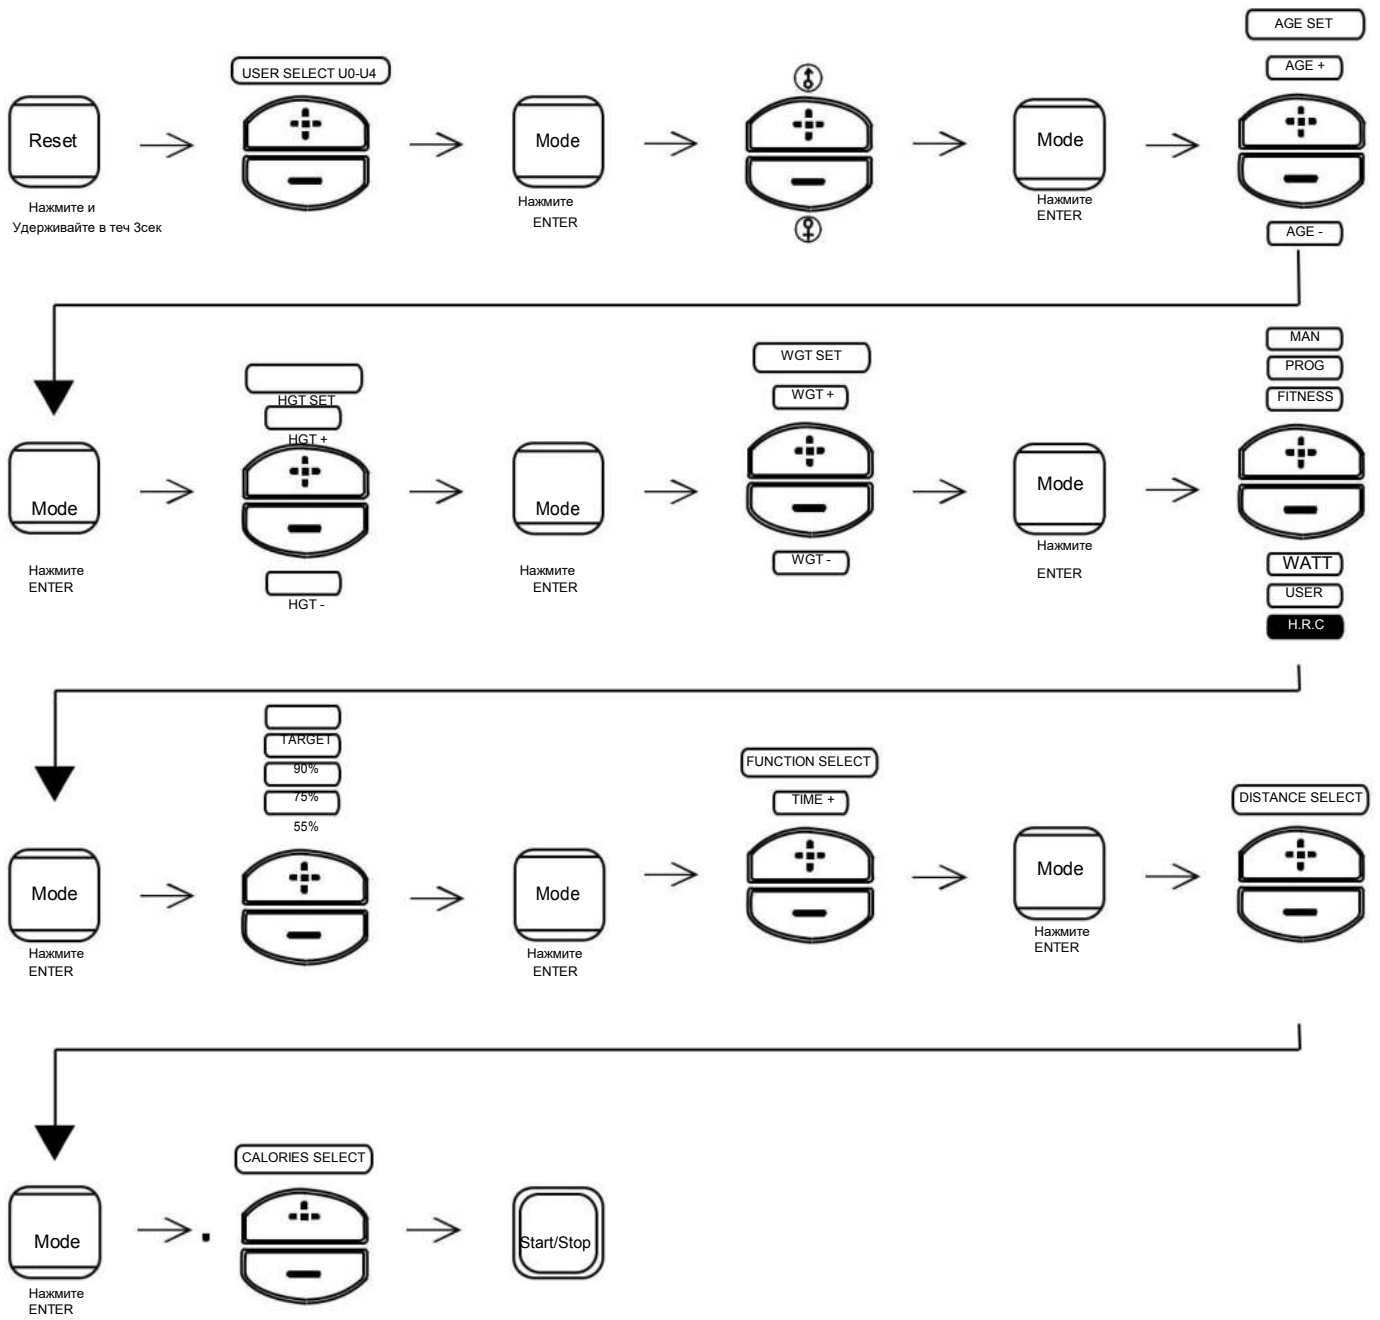 AGE SET
USER SELECT U0-U4
AGE +
Reset
Mode
Mode
Нажмите и
Удерживайте в теч 3сек
Нажмите
ENTER
Нажмите
ENTER
AGE -
HGT SET
HGT +
WGT SET
WGT +
MAN
PROG
FITNESS
Mode
Mode
Mode
Нажмите
ENTER
HGT -
Нажмите
ENTER
WGT -
Нажмите
ENTER
WATT
USER
H.R.C
TARGET
90%
75%
55%
FUNCTION SELECT
TIME +
DISTANCE SELECT
Mode
Mode
Mode
Нажмите
ENTER
Нажмите
ENTER
Нажмите
ENTER
CALORIES SELECT
Mode
Start/Stop
Нажмите
ENTER